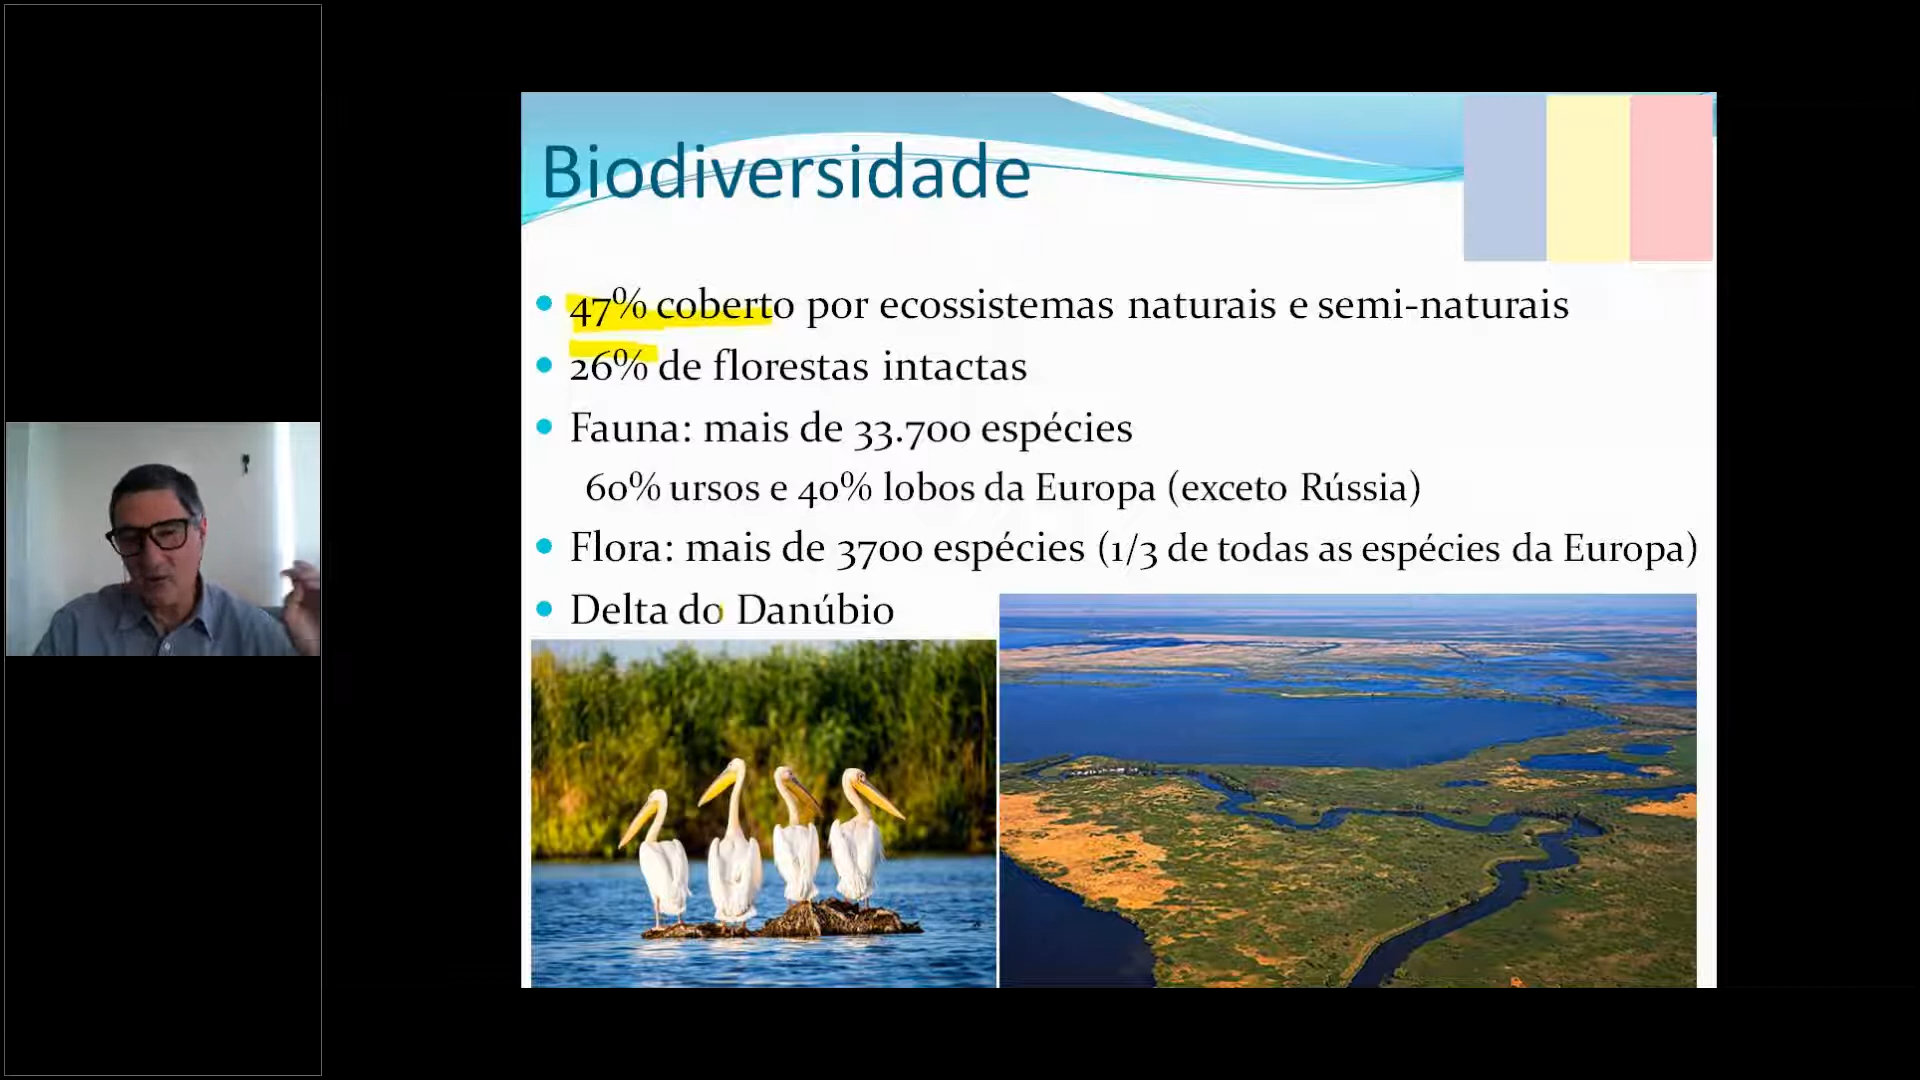 Biodiversidade
47% coberto por ecossistemas naturais e semi-naturais
26% de florestas intactas
Fauna: mais de 33.700 espécies
60% ursos e 40% lobos da Europa (exceto Rússia)
Flora: mais de 3700 espécies (1/3 de todas as espécies da Europa)
Delta do Danúbio